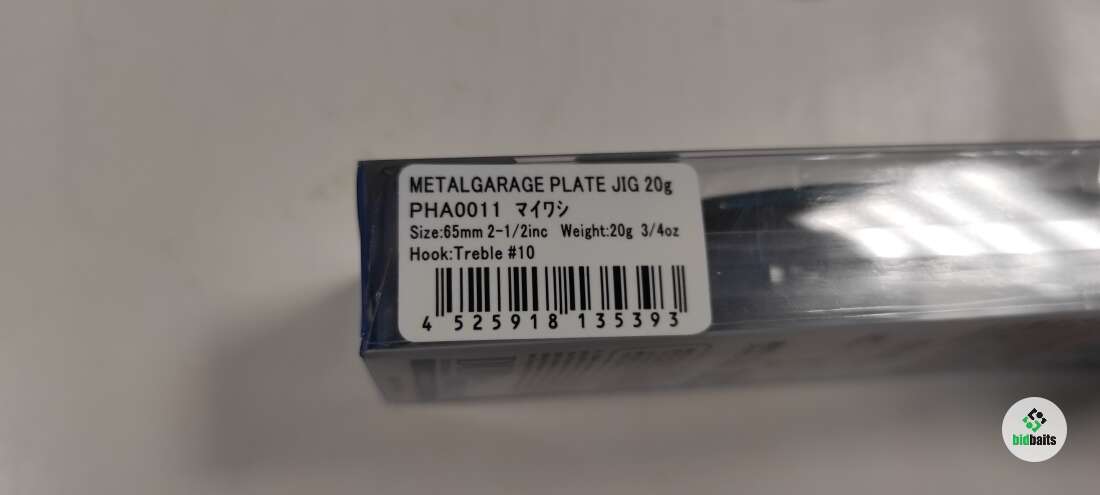 METALGARAGE PLATE JIG 20g
PHA0011 マイワシ
Size:65mm 2-1/2inc Weight:20g 3/4oz
Hook:Treble #10
4 525918 135393
bidbaits